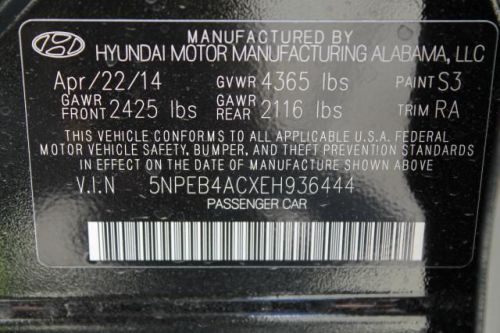 MANUFACTURED BY
HYUNDAI MOTOR MANUFACTURING ALABAMA, LLC
Apr/22/14 GVWR 4365 lbs PAINT S3
GAWR FRONT 2425 lbs GAWR REAR 2116 lbs TRIM RA
THIS VEHICLE CONFORMS TO ALL APPLICABLE U.S.A. FEDERAL
MOTOR VEHICLE SAFETY, BUMPER, AND THEFT PREVENTION STANDARDS
IN EFFECT ON THE DATE OF MANUFACTURE SHOWN ABOVE.
V.I.N 5NPEB4ACXEH936444
PASSENGER CAR